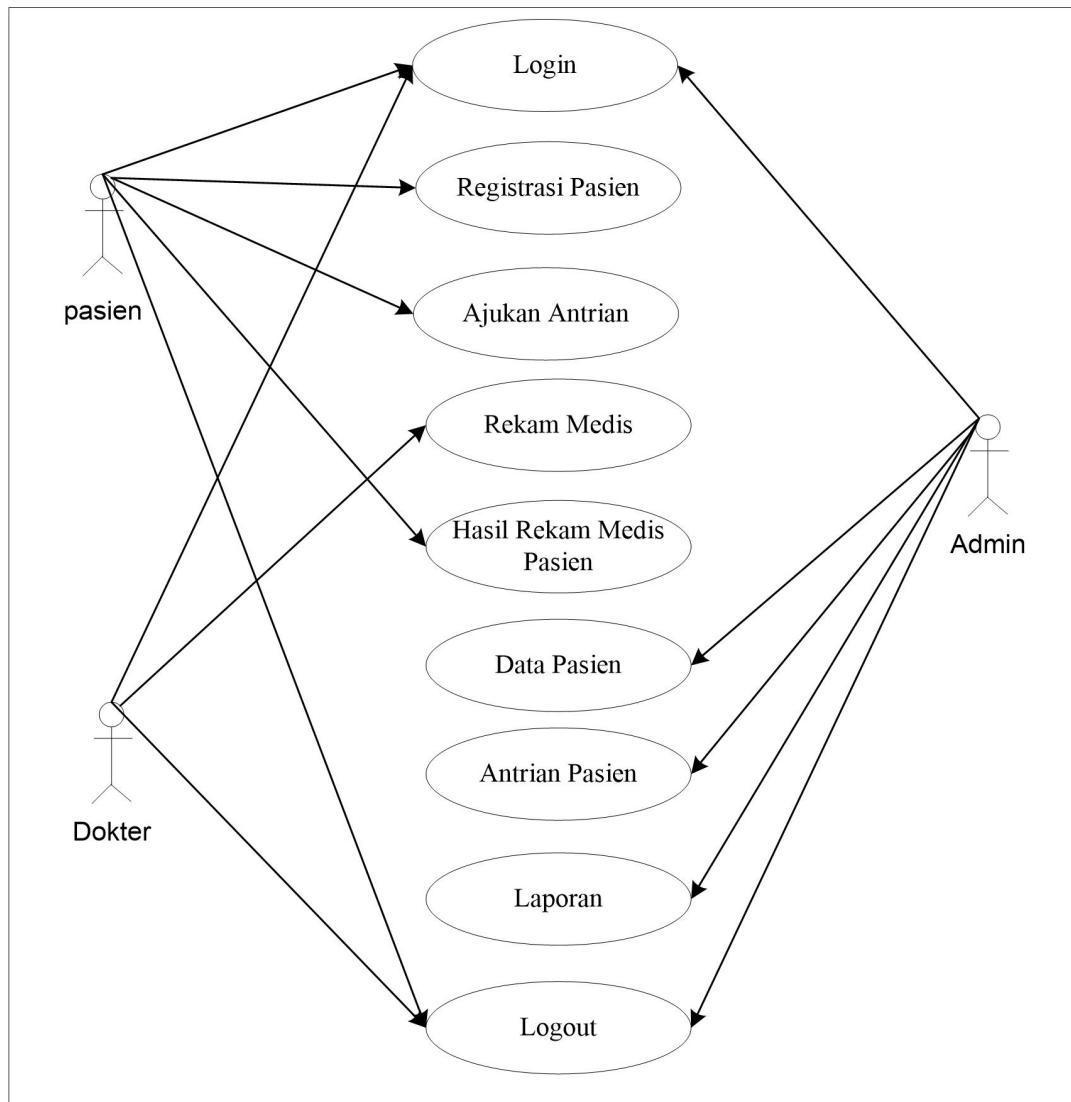 Login
Registrasi Pasien
pasien
Ajukan Antrian
Rekam Medis
Hasil Rekam Medis
Pasien
Admin
Data Pasien
Antrian Pasien
Dokter
Laporan
Logout